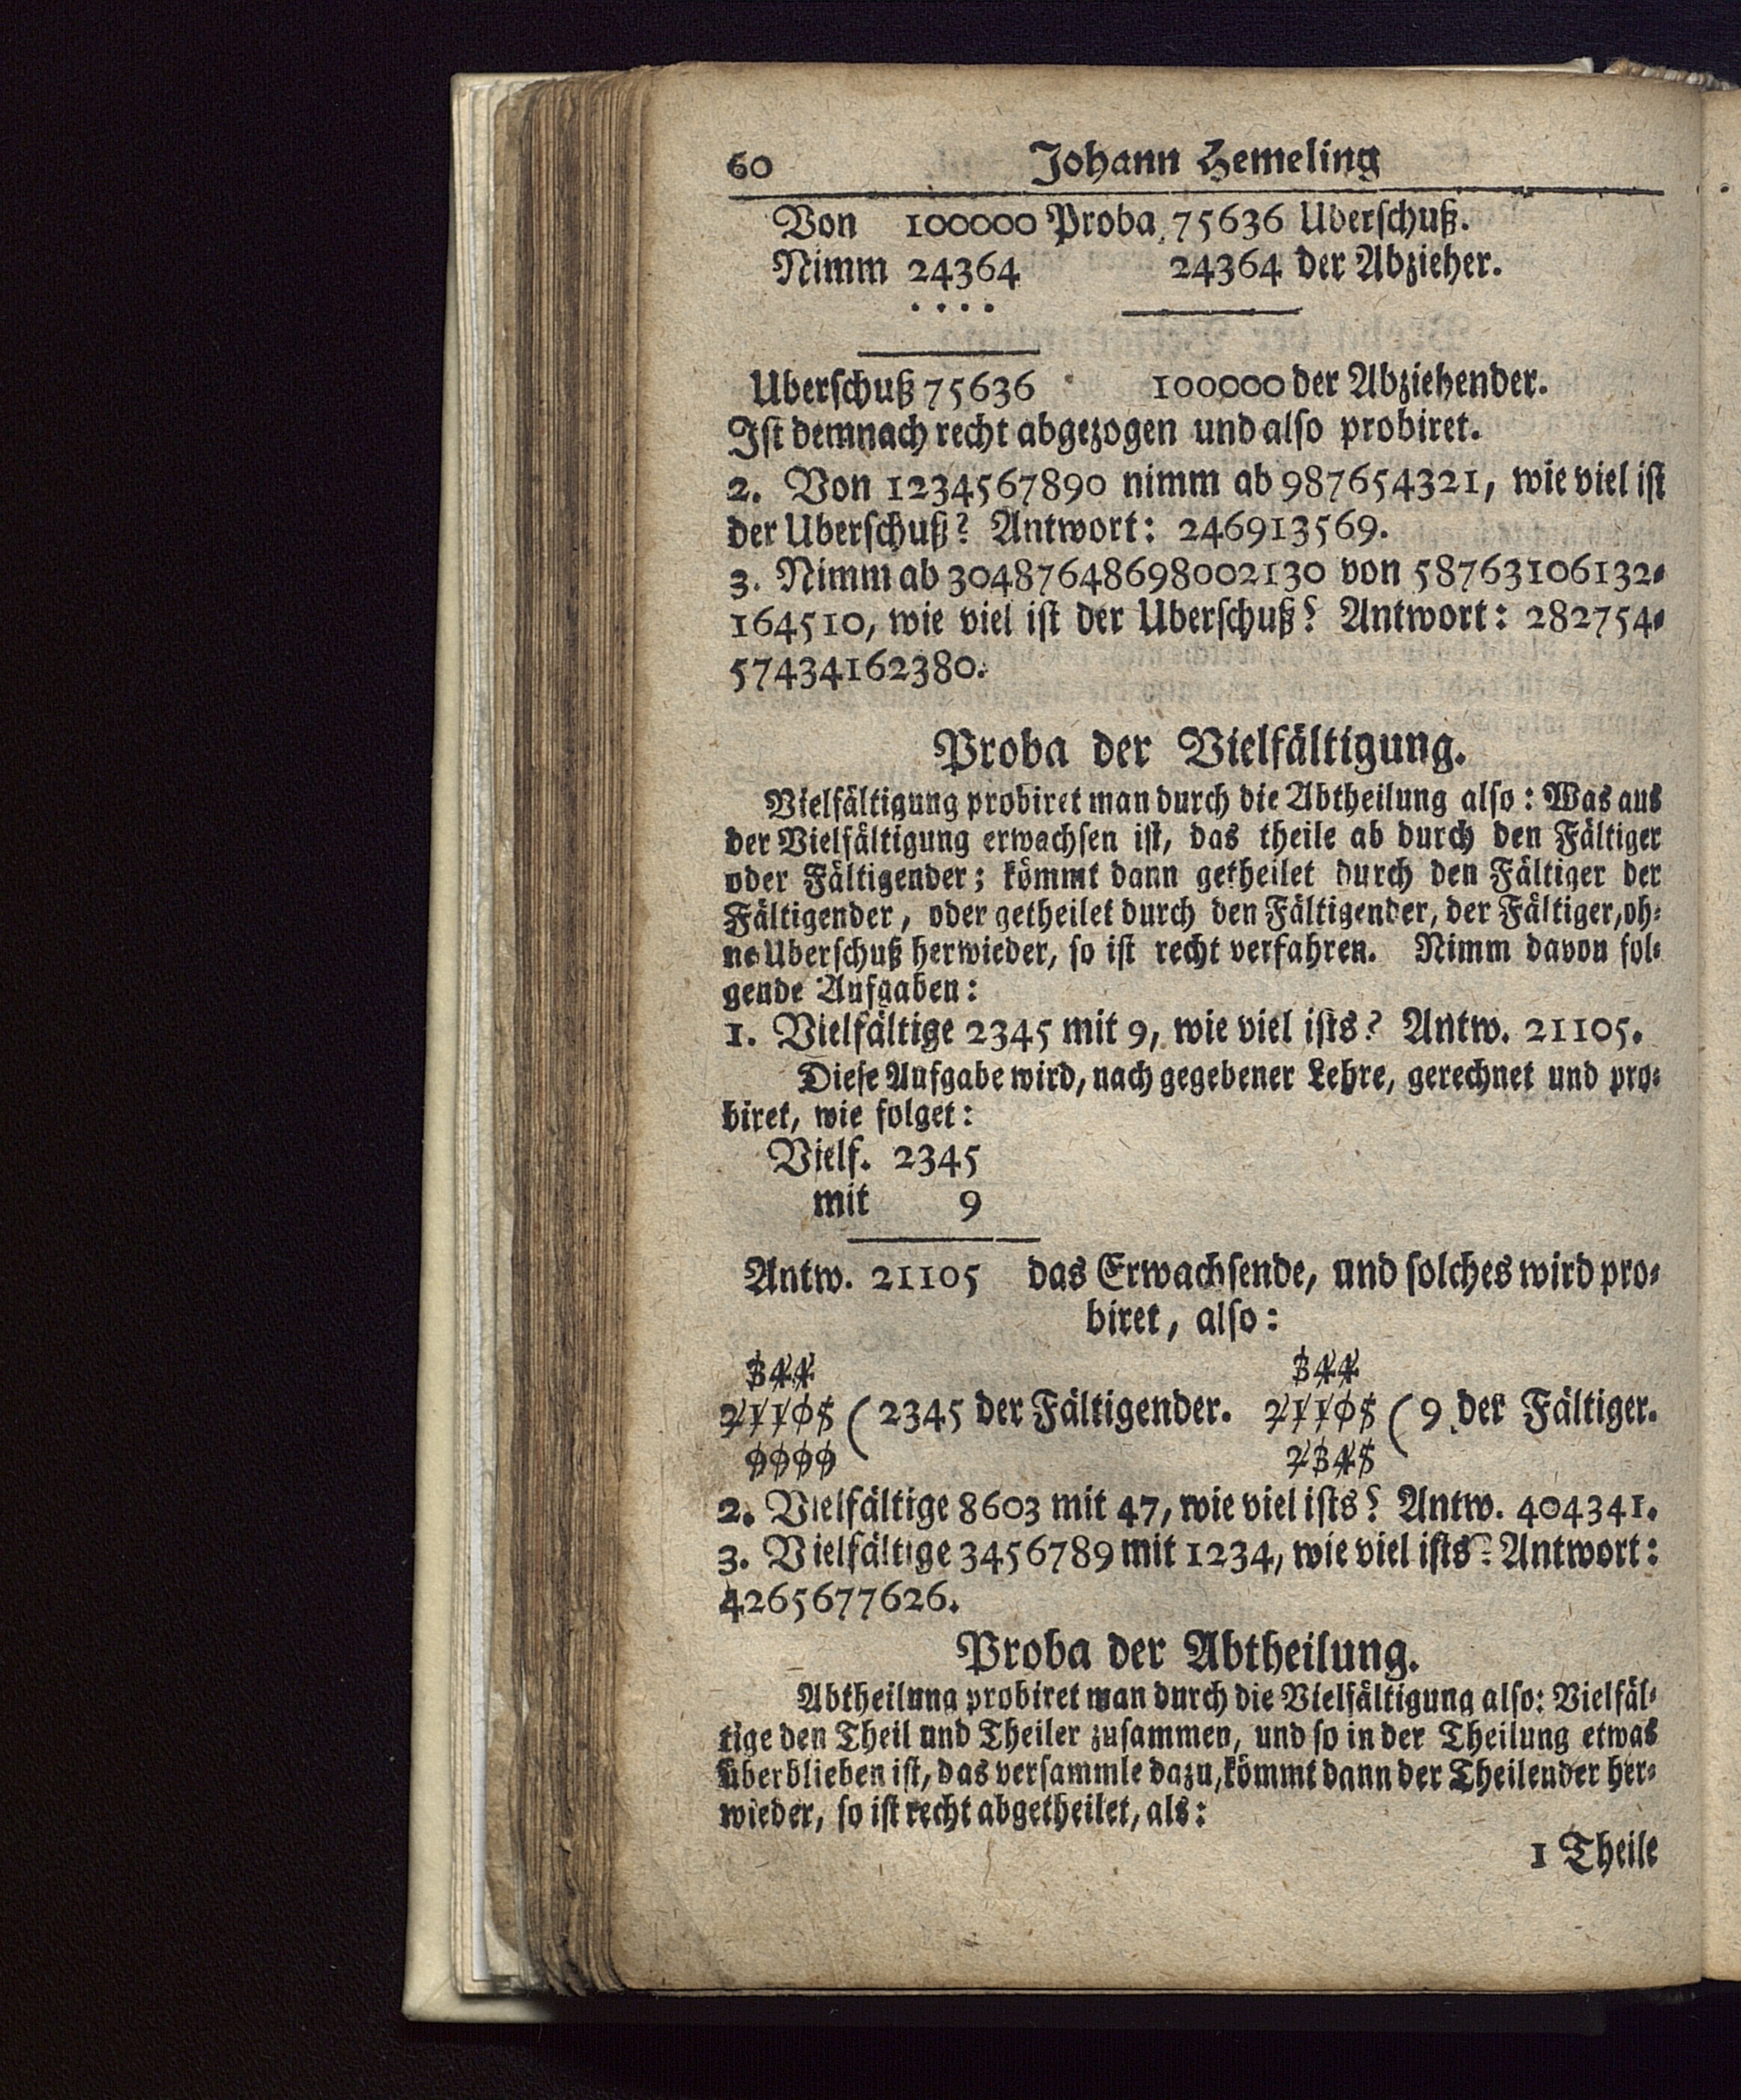 60 Johann Hemeling
Von 100000 Proba 75636 Uberschuß.
Nimm 24364 24364 der Abzieher.
. . . .
Uberschuß 75636 100000 der Abziehender.
Ist demnach recht abgezogen und also probiret.
2. Von 1234567890 nimm ab 987654321, wie viel ist
der Uberschuß? Antwort: 246913569.
3. Nimm ab 304876486980021​30 von 58763106132⸗
164510, wie viel ist der Uberschuß? Antwort: 282754⸗
57434162380.
Proba der Vielfältigung.
Vielfältigung probiret man durch die Abtheilung also: Was aus
der Vielfältigung erwachsen ist, das theile ab durch den Fältiger
oder Fältigender; kömmt dann getheilet durch den Fältiger der
Fältigender, oder getheilet durch den Fältigender, der Fältiger, oh⸗
ne Uberschuß herwieder, so ist recht verfahren. Nimm davon fol⸗
gende Aufgaben:
1. Vielfältige 2345 mit 9, wie viel ists? Antw. 21105.
Diese Aufgabe wird, nach gegebener Lehre, gerechnet und pro⸗
biret, wie folget:
Vielf. 2345
mit 9
Antw. 21105 das Erwachsende, und solches wird pro⸗
biret, also:
344 344
21105 (2345 der Fältigender. 21105 (9 der Fältiger.
9999 2345
2. Vielfältige 8603 mit 47, wie viel ists? Antw. 404341.
3. Vielfältige 3456789 mit 1234, wie viel ists? Antwort:
4265677626.
Proba der Abtheilung.
Abtheilung probiret man durch die Vielfältigung also: Vielfäl⸗
tige den Theil und Theiler zusammen, und so in der Theilung etwas
überblieben ist, das versammle dazu, kömmt dann der Theilender her⸗
wieder, so ist recht abgetheilet, als:
1 Theile